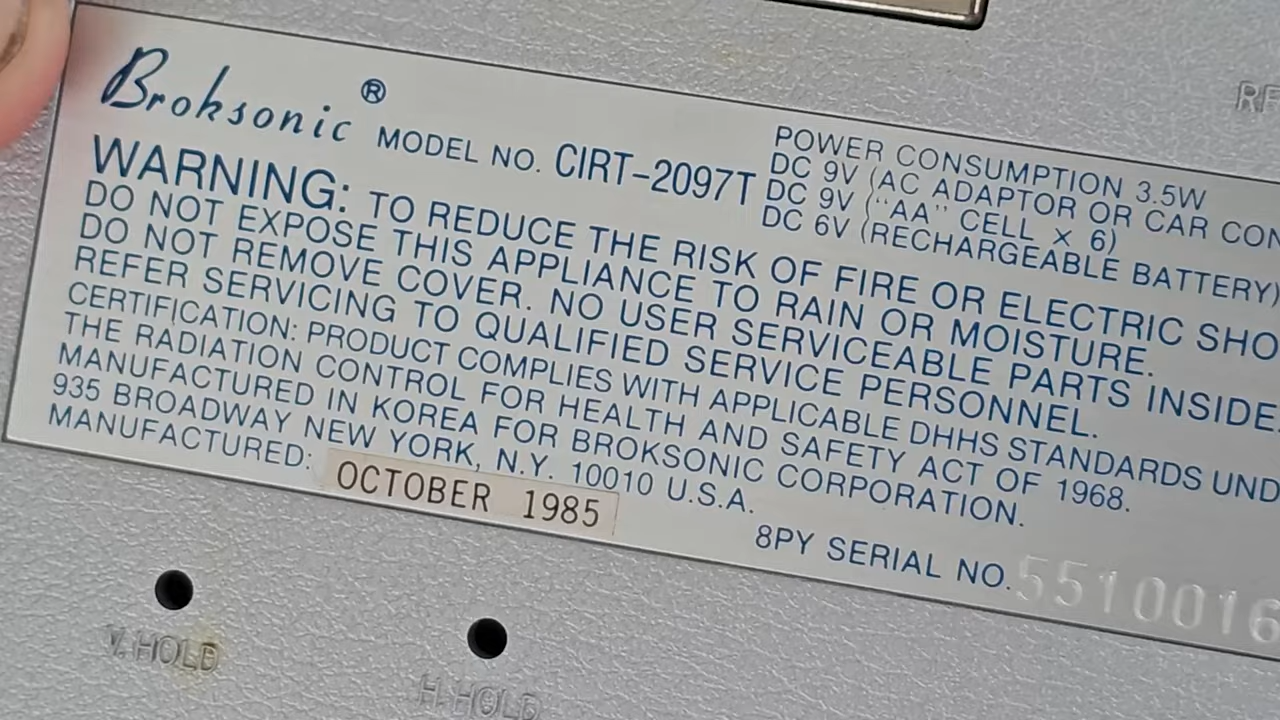 Broksonic ® MODEL NO. CIRT-2097T
POWER CONSUMPTION 3.5W
DC 9V (AC ADAPTOR OR CAR CON
DC 9V ("AA" CELL x 6)
DC 6V (RECHARGEABLE BATTERY)
WARNING: TO REDUCE THE RISK OF FIRE OR ELECTRIC SHO
DO NOT EXPOSE THIS APPLIANCE TO RAIN OR MOISTURE.
DO NOT REMOVE COVER. NO USER SERVICEABLE PARTS INSIDE.
REFER SERVICING TO QUALIFIED SERVICE PERSONNEL.
CERTIFICATION: PRODUCT COMPLIES WITH APPLICABLE DHHS STANDARDS UND
THE RADIATION CONTROL FOR HEALTH AND SAFETY ACT OF 1968.
MANUFACTURED IN KOREA FOR BROKSONIC CORPORATION.
935 BROADWAY NEW YORK, N.Y. 10010 U.S.A.
MANUFACTURED: OCTOBER 1985
8PY SERIAL NO. 5510016
V.HOLD
H.HOLD